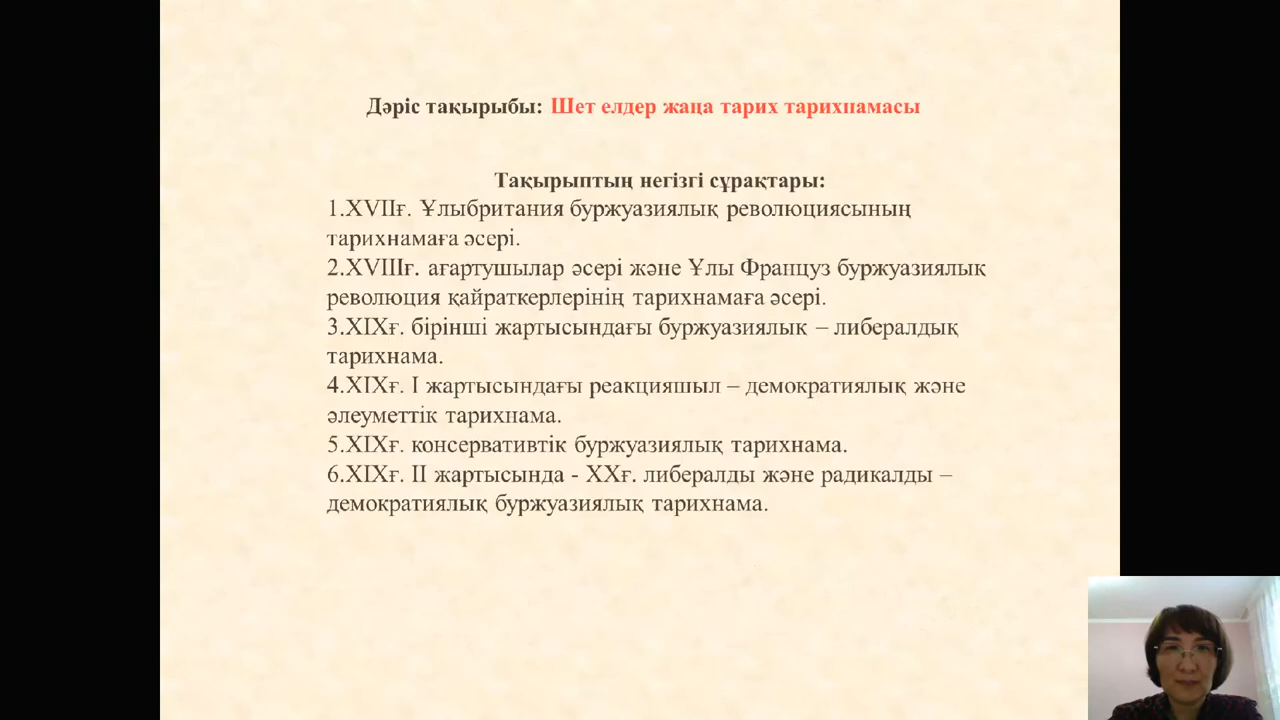 Дәріс тақырыбы: Шет елдер жаңа тарих тарихнамасы
Тақырыптың негізгі сұрақтары:
1.XVIIғ. Ұлыбритания буржуазиялық революциясының
тарихнамаға әсері.
2.XVIIIғ. ағартушылар әсері және Ұлы Француз буржуазиялық
революция қайраткерлерінің тарихнамаға әсері.
3.XIXғ. бірінші жартысындағы буржуазиялык – либералдық
тарихнама.
4.XIXғ. I жартысындағы реакцияшыл – демократиялық және
әлеуметтік тарихнама.
5.XIXғ. консервативтік буржуазиялық тарихнама.
6.XIXғ. II жартысында - XXғ. либералды және радикалды –
демократиялық буржуазиялық тарихнама.